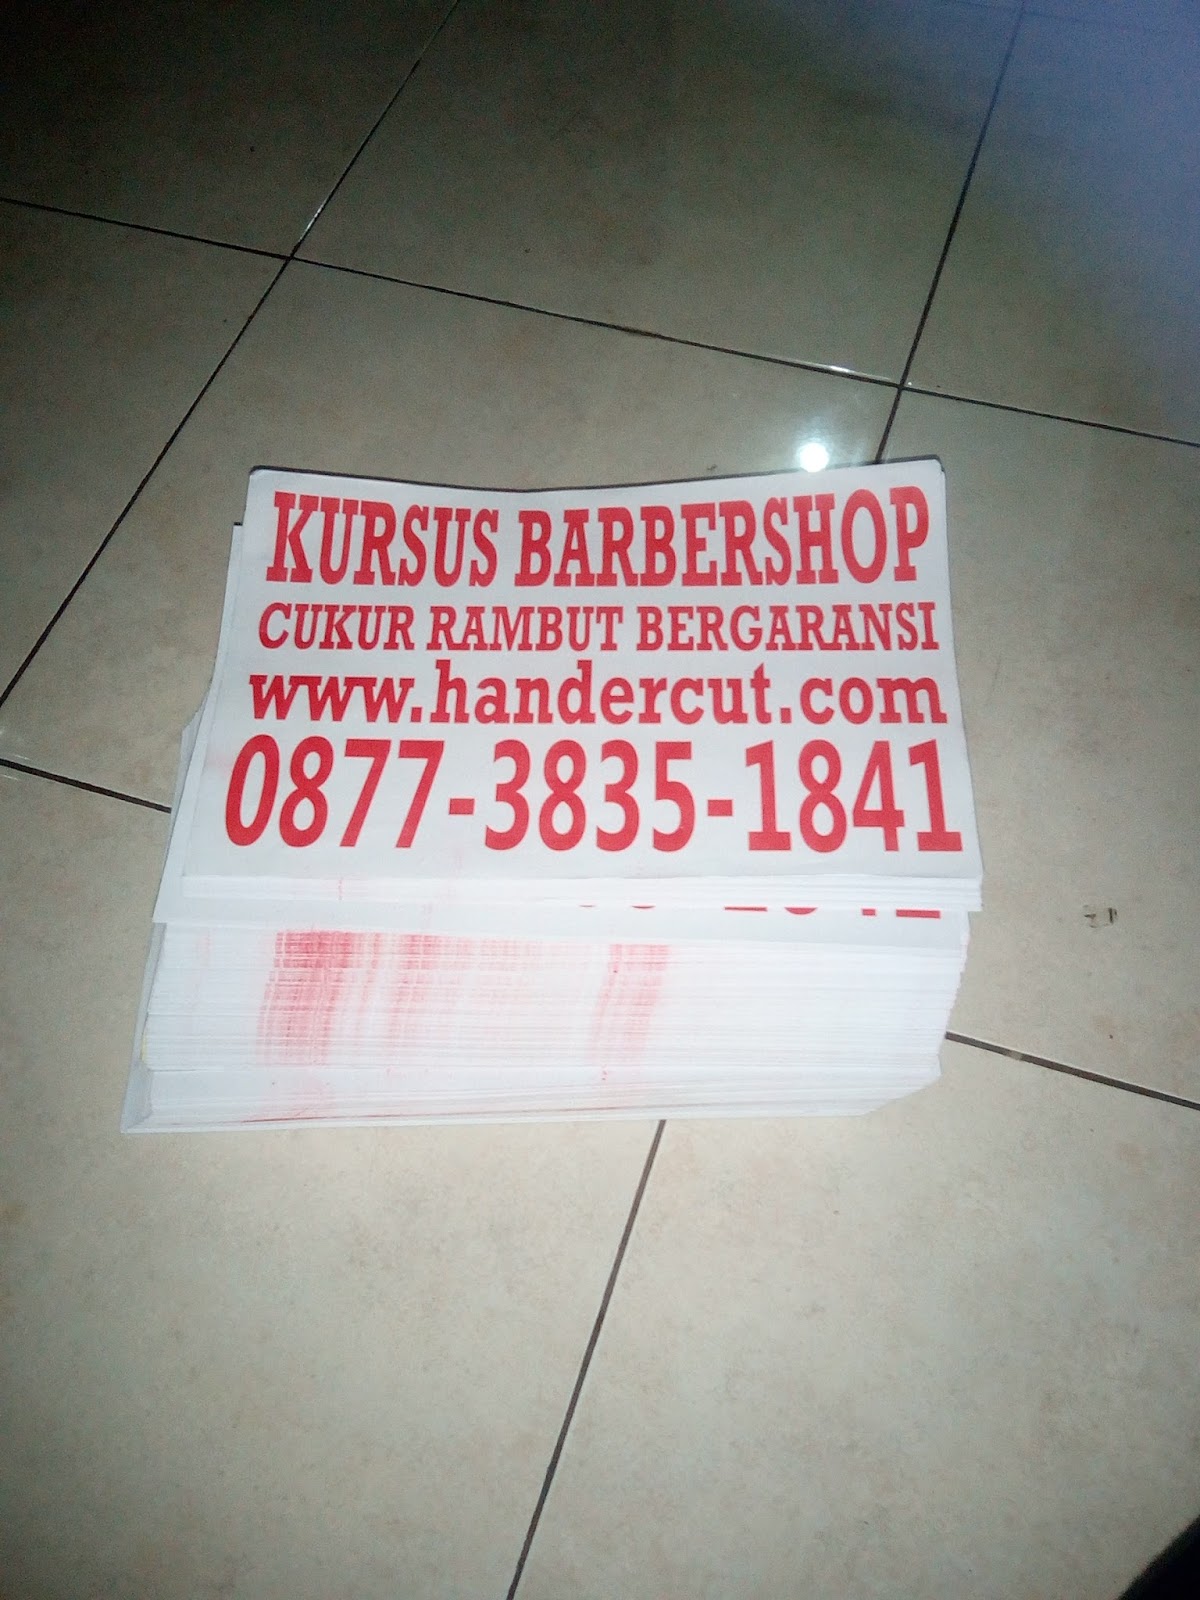 KURSUS BARBERSHOP
CUKUR RAMBUT BERGARANSI
www.handercut.com
0877-3835-1841